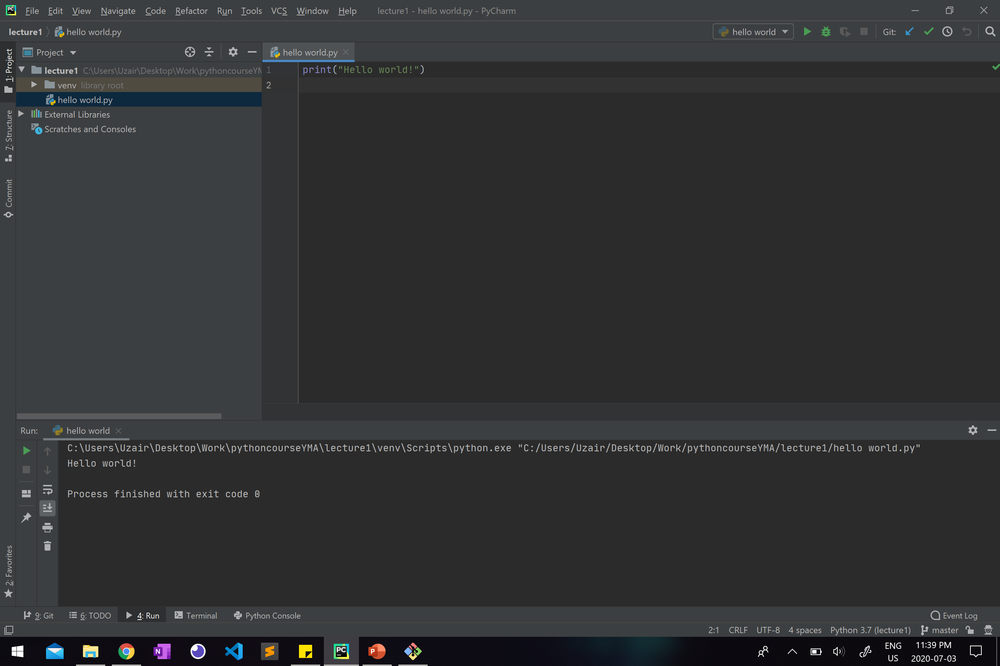 PC File Edit View Navigate Code Refactor Run Tools VCS Window Help lecture1 - hello world.py - PyCharm
lecture1 hello world.py hello world Git:
1: Project
7: Structure
Commit
2: Favorites
Project
lecture1 C:\Users\Uzair\Desktop\Work\pythoncourseYM
venv library root
hello world.py
External Libraries
Scratches and Consoles
hello world.py
1 print("Hello world!")
2
Run: hello world
C:\Users\Uzair\Desktop\Work\pythoncourseYMA\lecture1\venv\Scripts\python.exe "C:/Users/Uzair/Desktop/Work/pythoncourseYMA/lecture1/hello world.py"
Hello world!
Process finished with exit code 0
9: Git 6: TODO 4: Run Terminal Python Console Event Log
2:1 CRLF UTF-8 4 spaces Python 3.7 (lecture1) master
N PC P
ENG
US
11:39 PM
2020-07-03